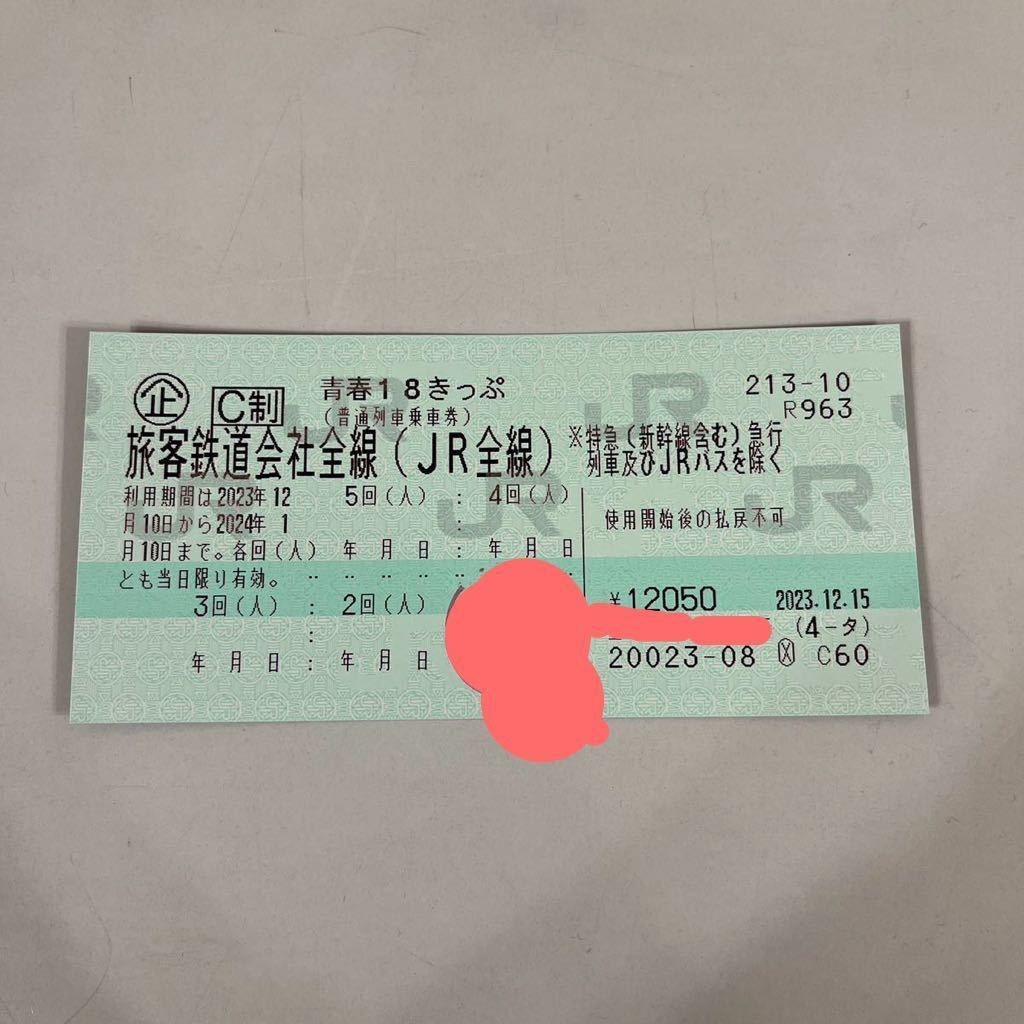 企 C制 青春18きっぷ 213-10
(普通列車乗車券) R963
旅客鉄道会社全線(JR全線) ※特急(新幹線含む)急行
列車及びJRバスを除く
利用期間は2023年12 5回(人) : 4回(人)
月10日から2024年 1 : 使用開始後の払戻不可
月10日まで。各回(人) 年 月 日 : 年 月 日
とも当日限り有効。
3回(人) : 2回(人) ¥12050 2023.12.15
: (4-タ)
年 月 日 : 年 月 日 20023-08 C60
JR
JR
JR
JR